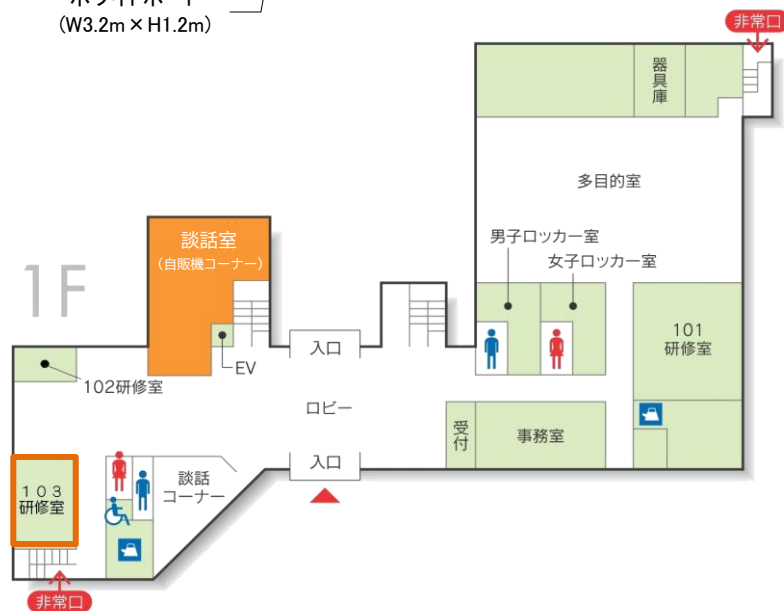 ホワイトボード
(W3.2m×H1.2m)
非常口
器具庫
多目的室
談話室
(自販機コーナー)
男子ロッカー室
女子ロッカー室
1F
入口
EV
101
研修室
102研修室
ロビー
受付
事務室
入口
談話
コーナー
103
研修室
非常口